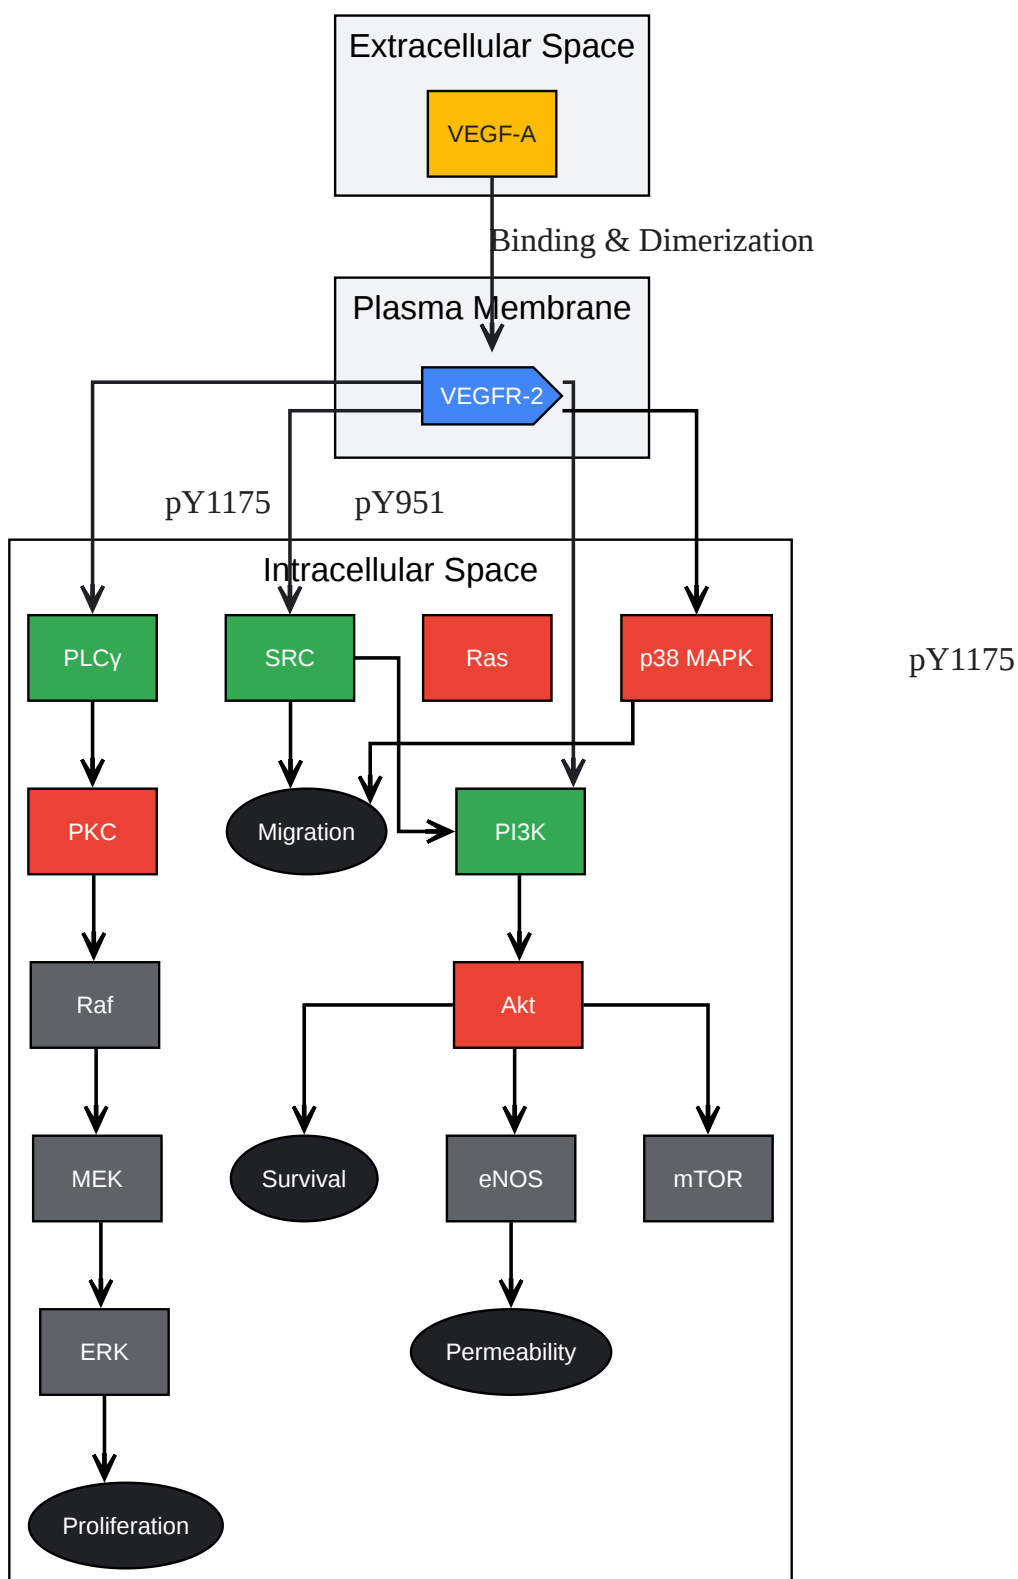 Extracellular Space
VEGF-A
Binding & Dimerization
Plasma Membrane
VEGFR-2
pY1175
pY951
Intracellular Space
PLCγ
SRC
Ras
p38 MAPK
pY1175
PKC
Migration
PI3K
Raf
Akt
MEK
Survival
eNOS
mTOR
ERK
Permeability
Proliferation